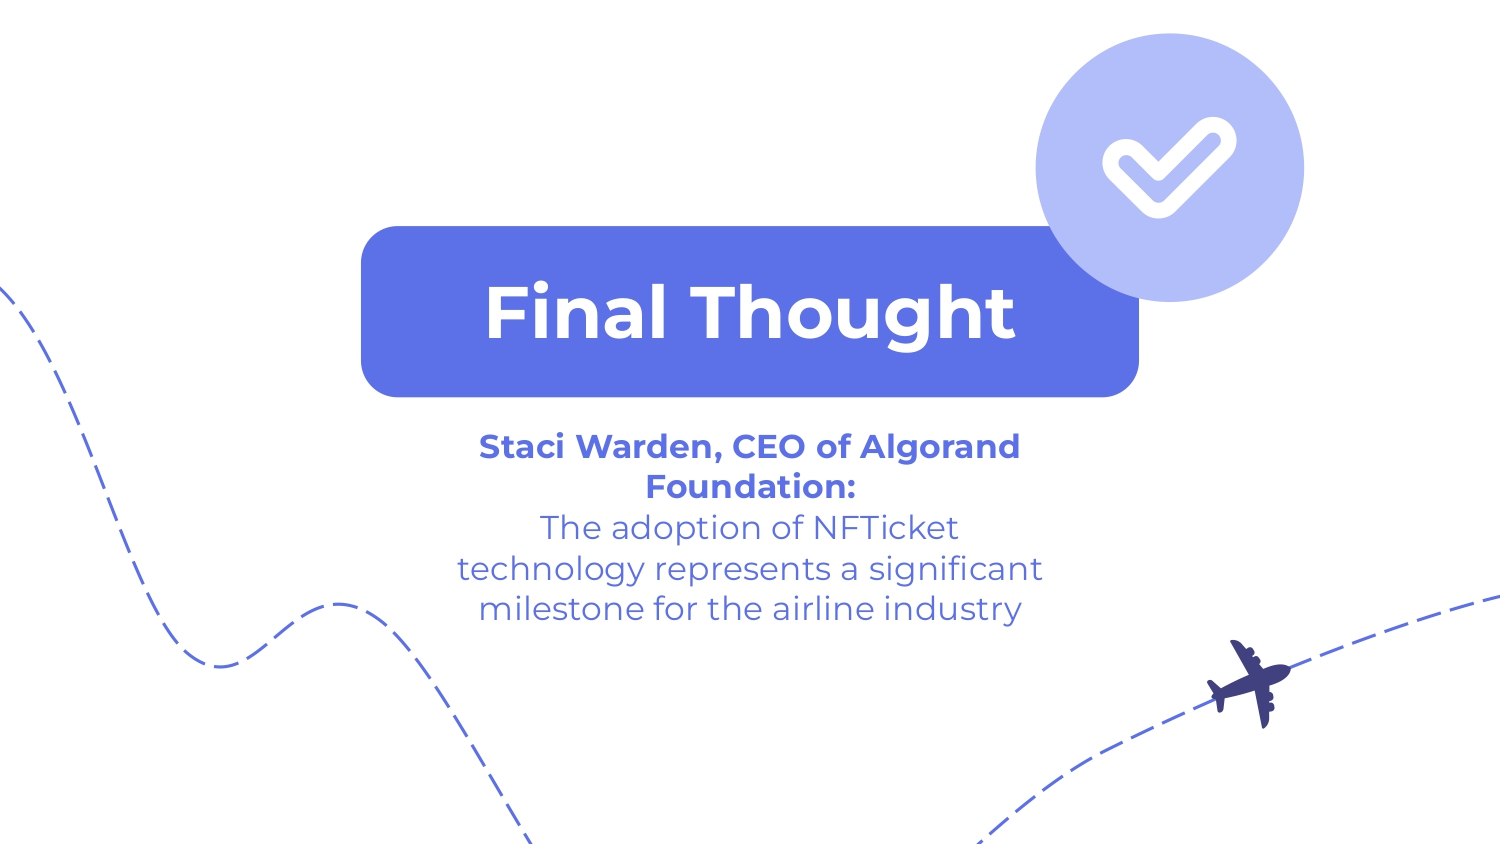 Final Thought
Staci Warden, CEO of Algorand
Foundation:
The adoption of NFTicket
technology represents a significant
milestone for the airline industry